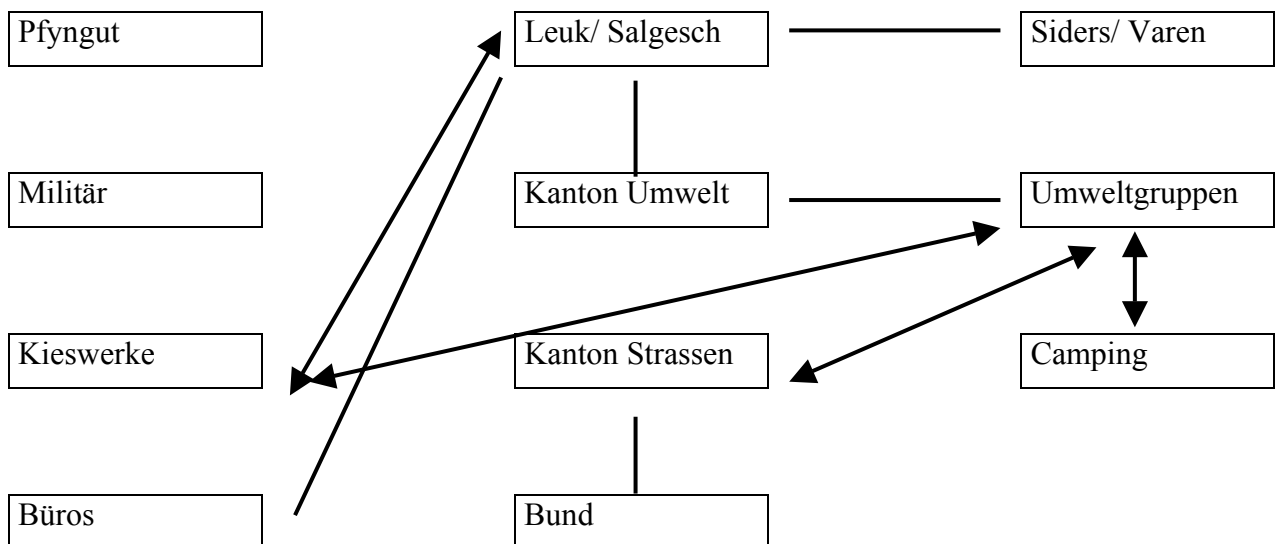 Pfyngut
Leuk/ Salgesch
Siders/ Varen
Militär
Kanton Umwelt
Umweltgruppen
Kieswerke
Kanton Strassen
Camping
Büros
Bund